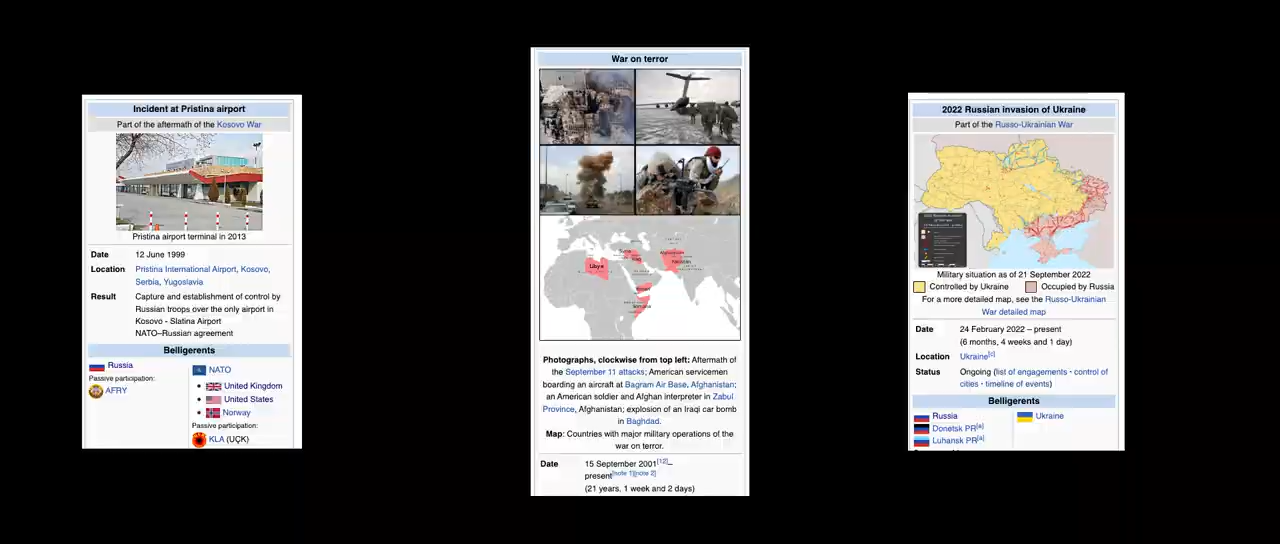 Incident at Pristina airport
Part of the aftermath of the Kosovo War
Pristina airport terminal in 2013
Date 12 June 1999
Location Pristina International Airport, Kosovo,
Serbia, Yugoslavia
Result Capture and establishment of control by
Russian troops over the only airport in
Kosovo - Slatina Airport
NATO–Russian agreement
Belligerents
Russia
Passive participation:
AFRY
NATO
• United Kingdom
• United States
• Norway
Passive participation:
KLA (UÇK)
War on terror
Libya
Syria
Iraq
Afghanistan
Pakistan
Yemen
Somalia
Photographs, clockwise from top left: Aftermath of
the September 11 attacks; American servicemen
boarding an aircraft at Bagram Air Base, Afghanistan;
an American soldier and Afghan interpreter in Zabul
Province, Afghanistan; explosion of an Iraqi car bomb
in Baghdad.
Map: Countries with major military operations of the
war on terror.
Date 15 September 2001[12]–
present[note 1][note 2]
(21 years, 1 week and 2 days)
2022 Russian invasion of Ukraine
Part of the Russo-Ukrainian War
Military situation as of 21 September 2022
Controlled by Ukraine Occupied by Russia
For a more detailed map, see the Russo-Ukrainian
War detailed map
Date 24 February 2022 – present
(6 months, 4 weeks and 1 day)
Location Ukraine[c]
Status Ongoing (list of engagements · control of
cities · timeline of events)
Belligerents
Russia
Donetsk PR[a]
Luhansk PR[a]
Ukraine